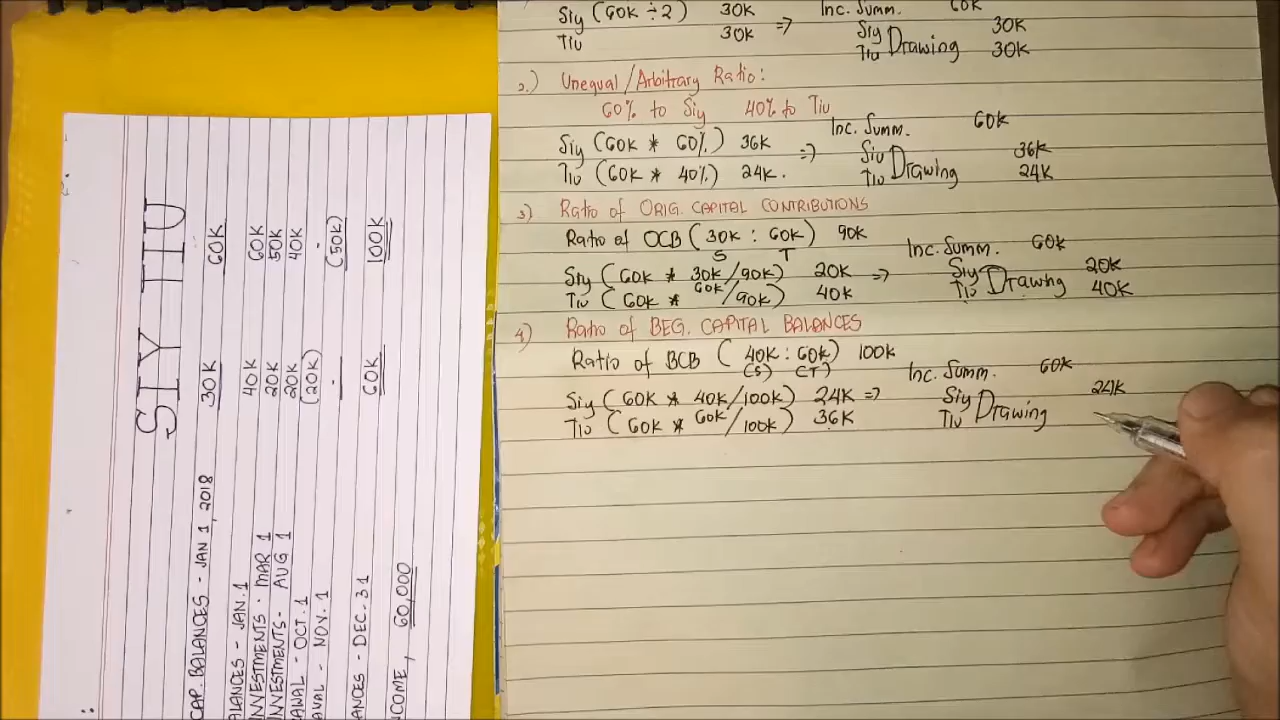 SIY TIU
CAP. BALANCES - JAN 1, 2018 30K 60K
ALANCES - JAN. 1 40K 60K
INVESTMENTS - MAR 1 20K 50K
INVESTMENTS - AUG 1 20K 40K
AWAL - OCT. 1 (20K) -
AWAL - NOV. 1 - (50K)
ANCES - DEC. 31 60K 100K
COME, 60,000
Siy (60K ÷ 2) 30K Inc. Summ. 60K
Tiu 30K => Siy Drawing 30K
Tiu 30K
2.) Unequal/Arbitrary Ratio:
60% to Siy 40% to Tiu
Siy (60K * 60%) 36K Inc. Summ. 60K
Tiu (60K * 40%) 24K. => Siy Drawing 36K
Tiu 24K
3) Ratio of ORIG. CAPITAL CONTRIBUTIONS
Ratio of OCB (30K : 60K) 90K
S T Inc. Summ. 60K
Siy (60K * 30K/90K) 20K => Siy Drawing 20K
Tiu (60K * 60K/90K) 40K Tiu 40K
4) Ratio of BEG. CAPITAL BALANCES
Ratio of BCB (40K : 60K) 100K
(S) (T) Inc. Summ. 60K
Siy (60K * 40K/100K) 24K => Siy Drawing 24K
Tiu (60K * 60K/100K) 36K Tiu